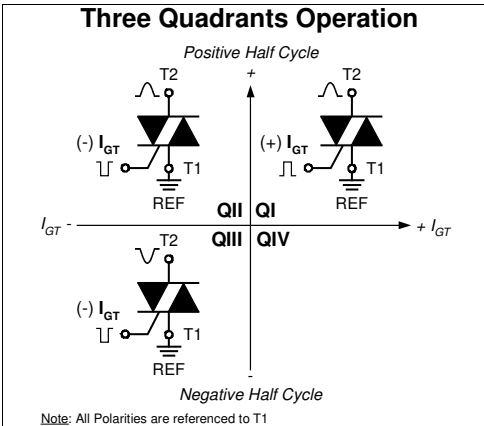 Three Quadrants Operation
Positive Half Cycle
+
T2 T2
(-) IGT (+) IGT
T1 T1
REF REF
QII QI
IGT - + IGT
QIII QIV
T2
(-) IGT
T1
REF
-
Negative Half Cycle
Note: All Polarities are referenced to T1